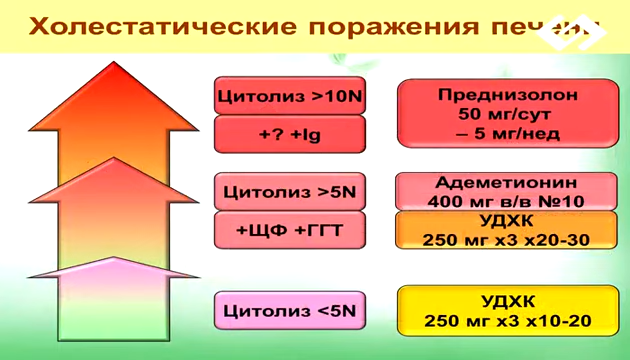 Холестатические поражения печени
Цитолиз >10N
+? +Ig
Преднизолон
50 мг/сут
– 5 мг/нед
Цитолиз >5N
+ЩФ +ГГТ
Адеметионин
400 мг в/в №10
УДХК
250 мг х3 х20-30
Цитолиз <5N
УДХК
250 мг х3 х10-20